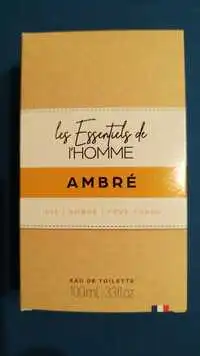 les Essentiels de
l'HOMME
AMBRÉ
EAU DE TOILETTE
100ml - 3.3fl.oz